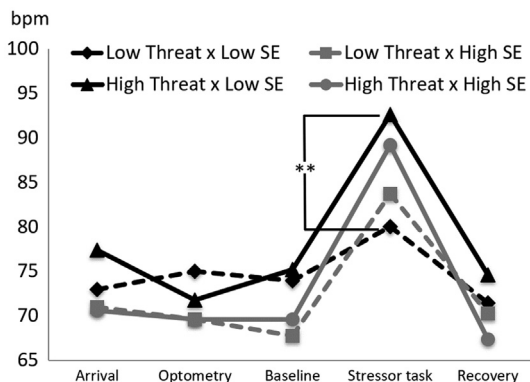 bpm
100
Low Threat x Low SE Low Threat x High SE
95
High Threat x Low SE High Threat x High SE
90
85
**
80
75
70
65
Arrival Optometry Baseline Stressor task Recovery